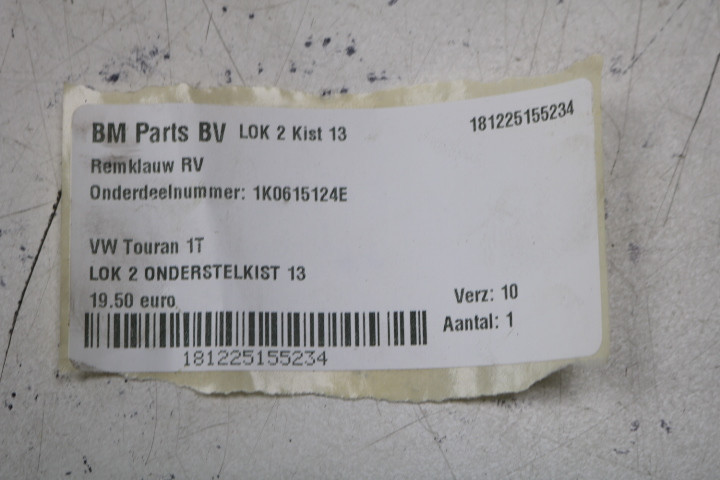 BM Parts BV LOK 2 Kist 13
181225155234
Remklauw RV
Onderdeelnummer: 1K0615124E
VW Touran 1T
LOK 2 ONDERSTELKIST 13
19.50 euro
Verz: 10
Aantal: 1
181225155234